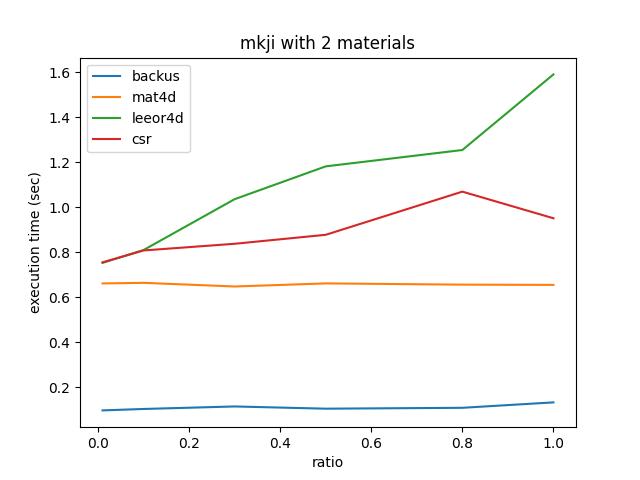 mkji with 2 materials
backus
mat4d
leeor4d
csr
execution time (sec)
1.6
1.4
1.2
1.0
0.8
0.6
0.4
0.2
0.0 0.2 0.4 0.6 0.8 1.0
ratio